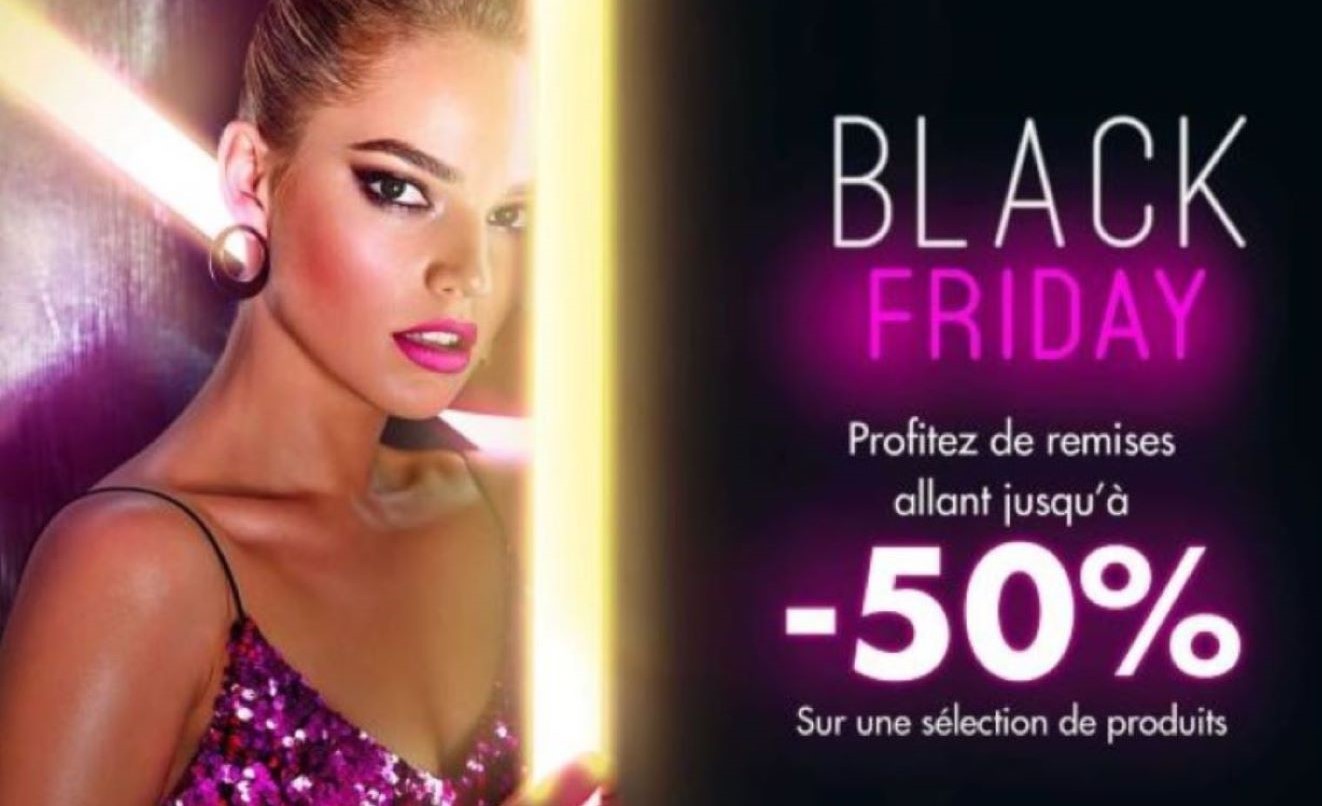 BLACK
FRIDAY
Profitez de remises
allant jusqu'à
-50%
Sur une sélection de produits